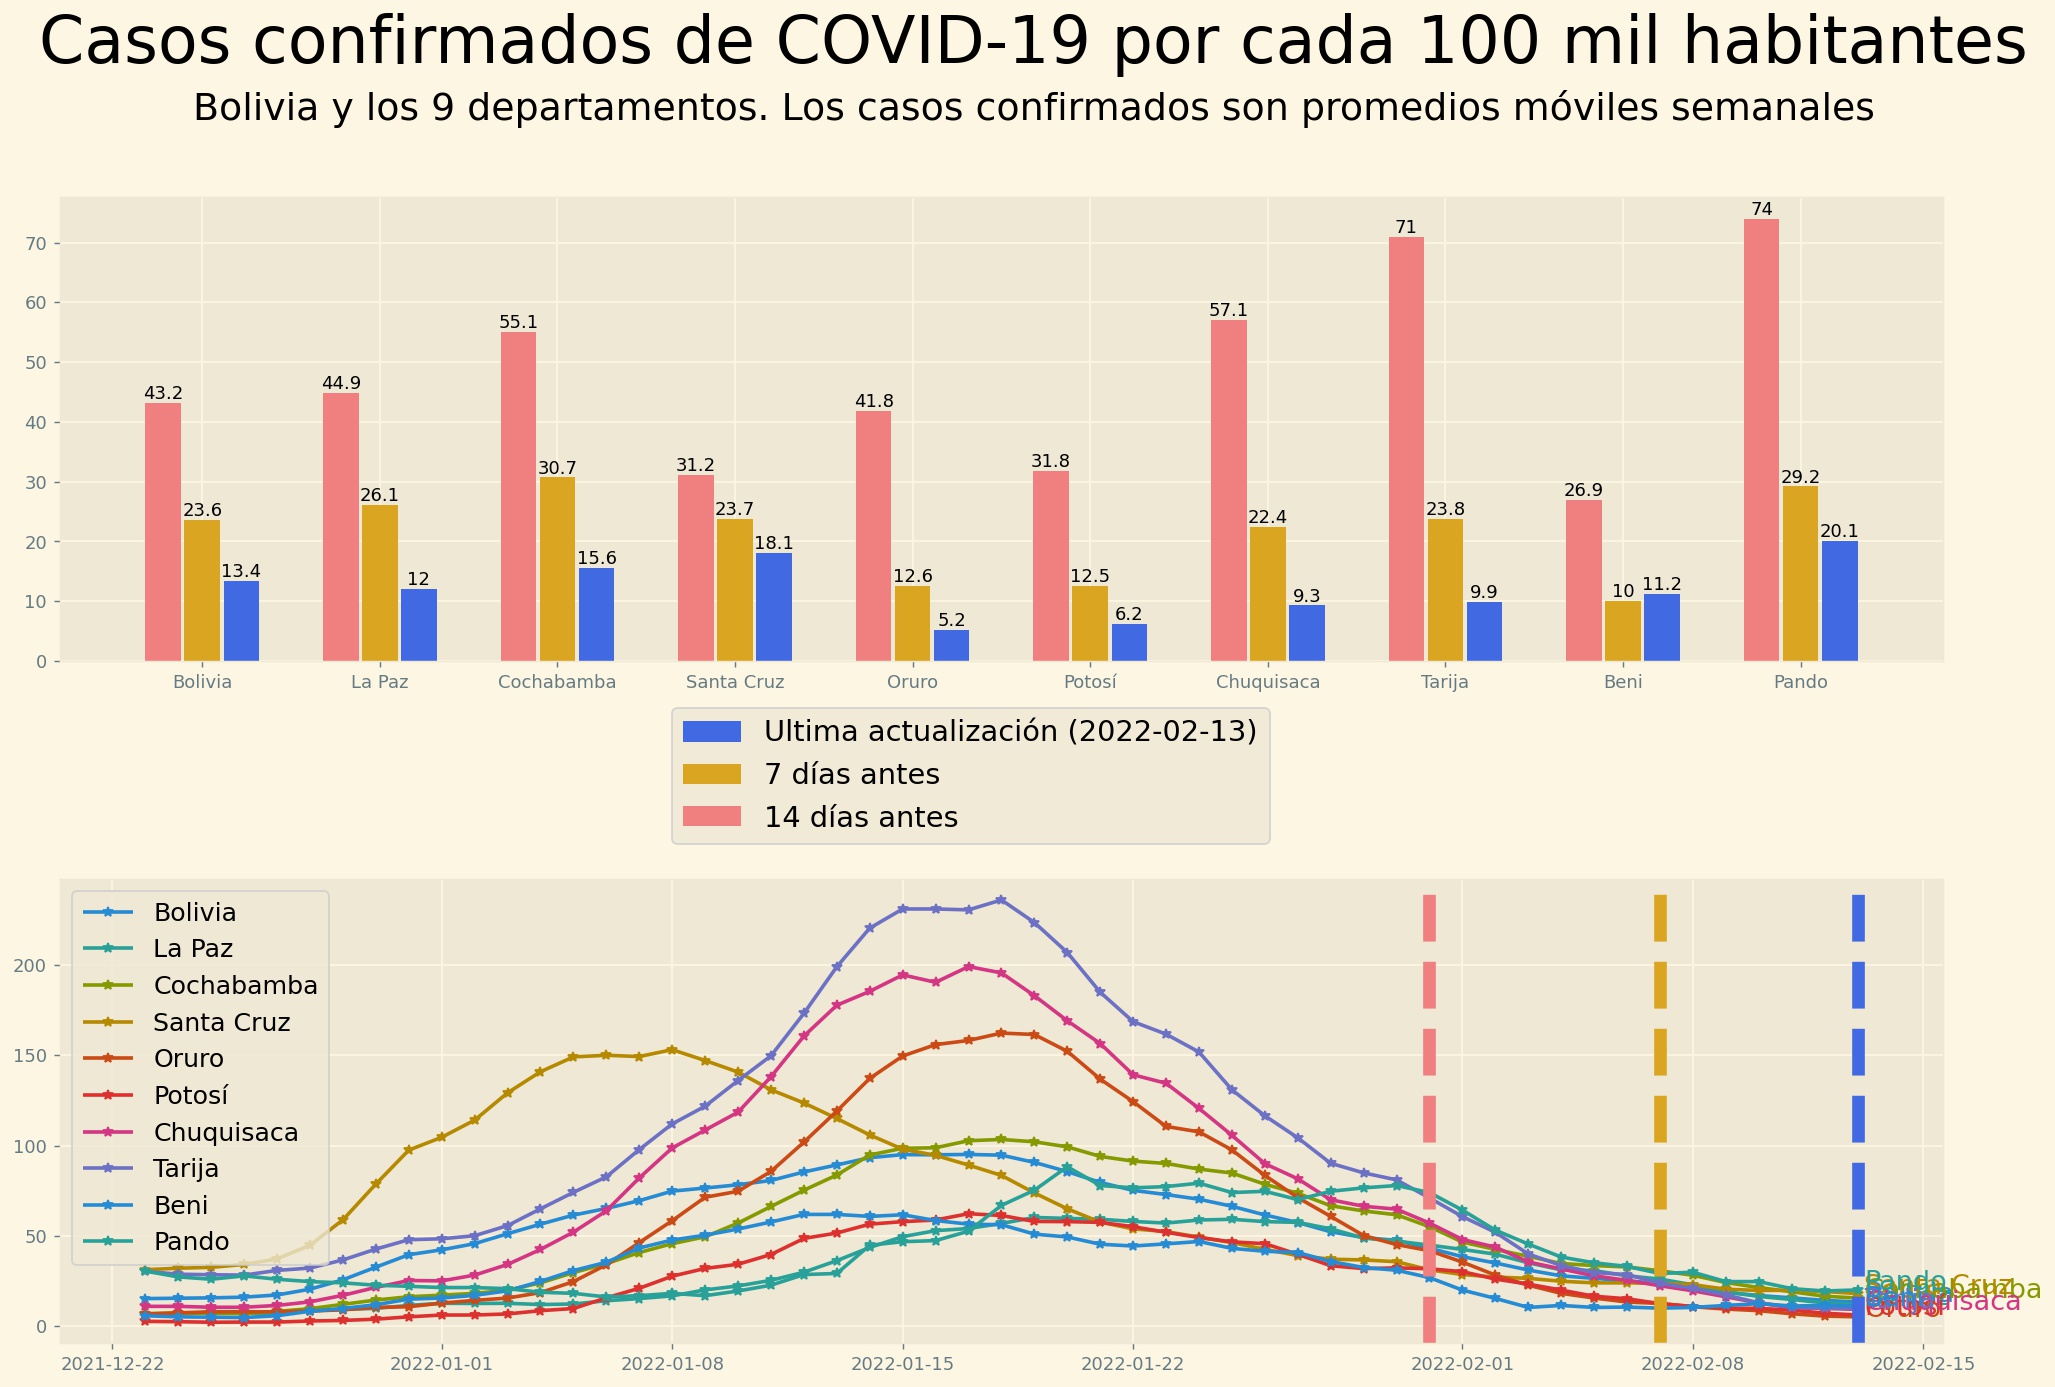 Casos confirmados de COVID-19 por cada 100 mil habitantes
Bolivia y los 9 departamentos. Los casos confirmados son promedios móviles semanales
70
60
50
40
30
20
10
0
43.2 23.6 13.4
44.9 26.1 12
55.1 30.7 15.6
31.2 23.7 18.1
41.8 12.6 5.2
31.8 12.5 6.2
57.1 22.4 9.3
71 23.8 9.9
26.9 10 11.2
74 29.2 20.1
Bolivia La Paz Cochabamba Santa Cruz Oruro Potosí Chuquisaca Tarija Beni Pando
Ultima actualización (2022-02-13)
7 días antes
14 días antes
200
150
100
50
0
Bolivia
La Paz
Cochabamba
Santa Cruz
Oruro
Potosí
Chuquisaca
Tarija
Beni
Pando
Pando
Santa Cruz
Cochabamba
Chuquisaca
Oruro
2021-12-22 2022-01-01 2022-01-08 2022-01-15 2022-01-22 2022-02-01 2022-02-08 2022-02-15